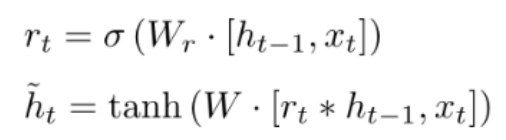 r_t = σ (W_r · [h_{t−1}, x_t])
h̃_t = tanh (W · [r_t * h_{t−1}, x_t])